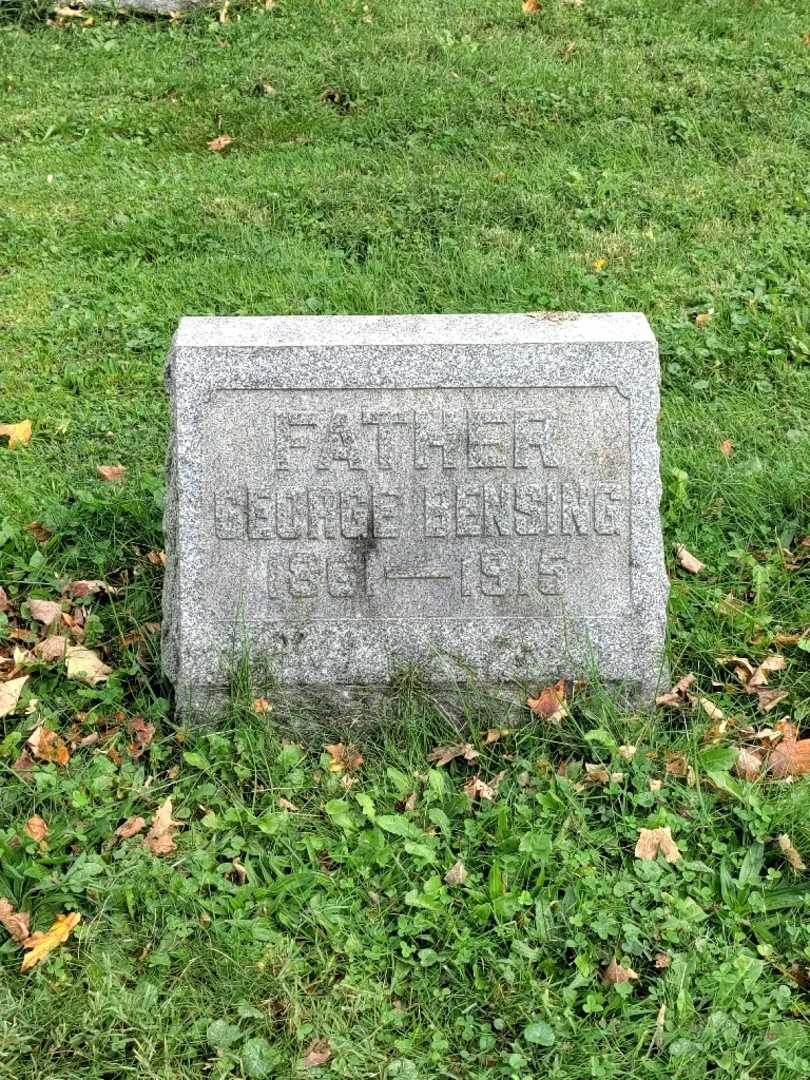 FATHER
GEORGE BENSING
1861—1915